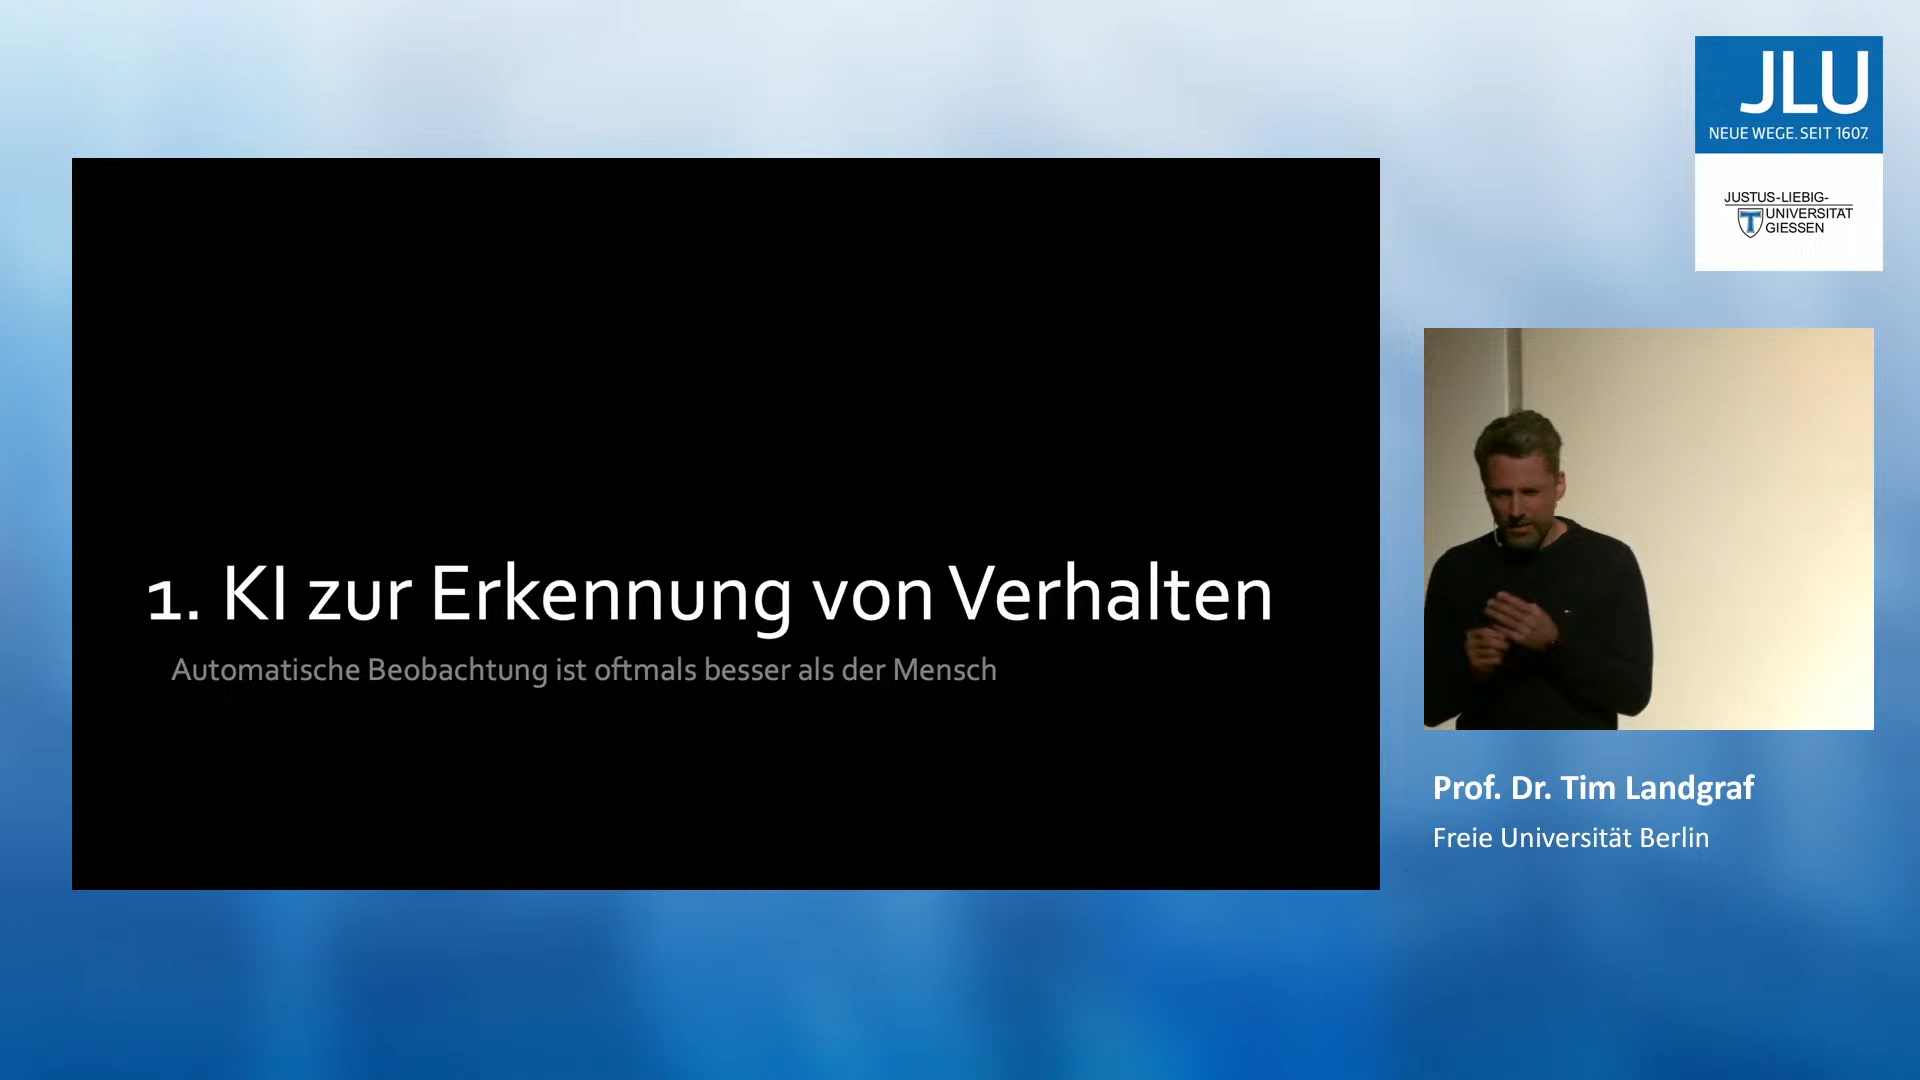 JLU
NEUE WEGE. SEIT 1607.
JUSTUS-LIEBIG-
UNIVERSITÄT
GIESSEN
1. KI zur Erkennung von Verhalten
Automatische Beobachtung ist oftmals besser als der Mensch
Prof. Dr. Tim Landgraf
Freie Universität Berlin